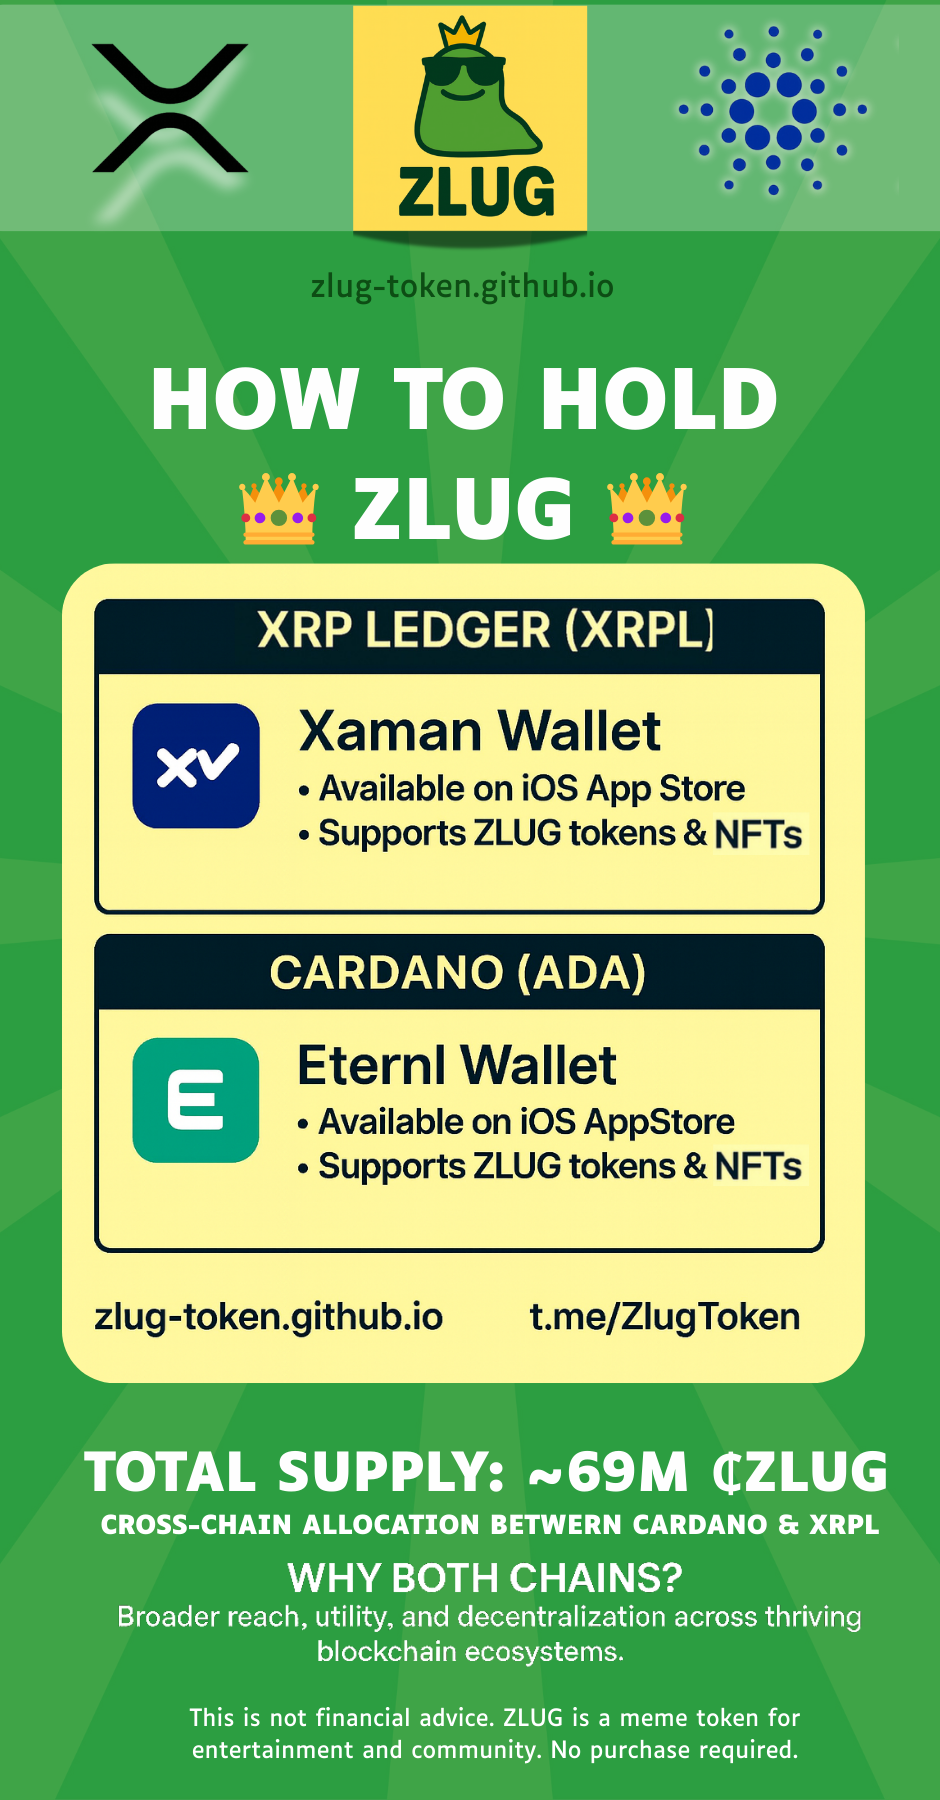 ZLUG
zlug-token.github.io
HOW TO HOLD
ZLUG
XRP LEDGER (XRPL)
Xaman Wallet
• Available on iOS App Store
• Supports ZLUG tokens & NFTs
CARDANO (ADA)
E
Eternl Wallet
• Available on iOS AppStore
• Supports ZLUG tokens & NFTs
zlug-token.github.io
t.me/ZlugToken
TOTAL SUPPLY: ~69M ₵ZLUG
CROSS-CHAIN ALLOCATION BETWERN CARDANO & XRPL
WHY BOTH CHAINS?
Broader reach, utility, and decentralization across thriving
blockchain ecosystems.
This is not financial advice. ZLUG is a meme token for
entertainment and community. No purchase required.